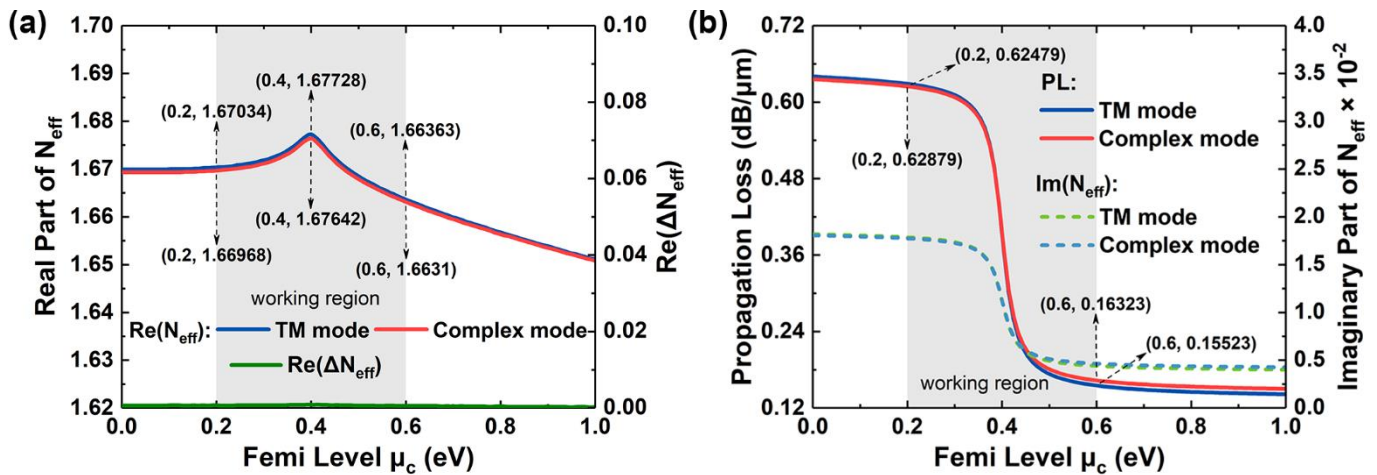 (a)
Real Part of N_eff
1.70
1.69
1.68
1.67
1.66
1.65
1.64
1.63
1.62
(0.4, 1.67728)
(0.2, 1.67034)
(0.6, 1.66363)
(0.4, 1.67642)
(0.2, 1.66968)
(0.6, 1.6631)
working region
Re(N_eff): TM mode Complex mode
Re(ΔN_eff)
0.10
0.08
0.06
0.04
0.02
0.00
Re(ΔN_eff)
0.0 0.2 0.4 0.6 0.8 1.0
Femi Level μ_c (eV)
(b)
Propagation Loss (dB/μm)
0.72
0.60
0.48
0.36
0.24
0.12
(0.2, 0.62479)
(0.2, 0.62879)
PL:
TM mode
Complex mode
Im(N_eff):
TM mode
Complex mode
(0.6, 0.16323)
(0.6, 0.15523)
working region
4.0
3.5
3.0
2.5
2.0
1.5
1.0
0.5
0.0
Imaginary Part of N_eff × 10⁻²
0.0 0.2 0.4 0.6 0.8 1.0
Femi Level μ_c (eV)